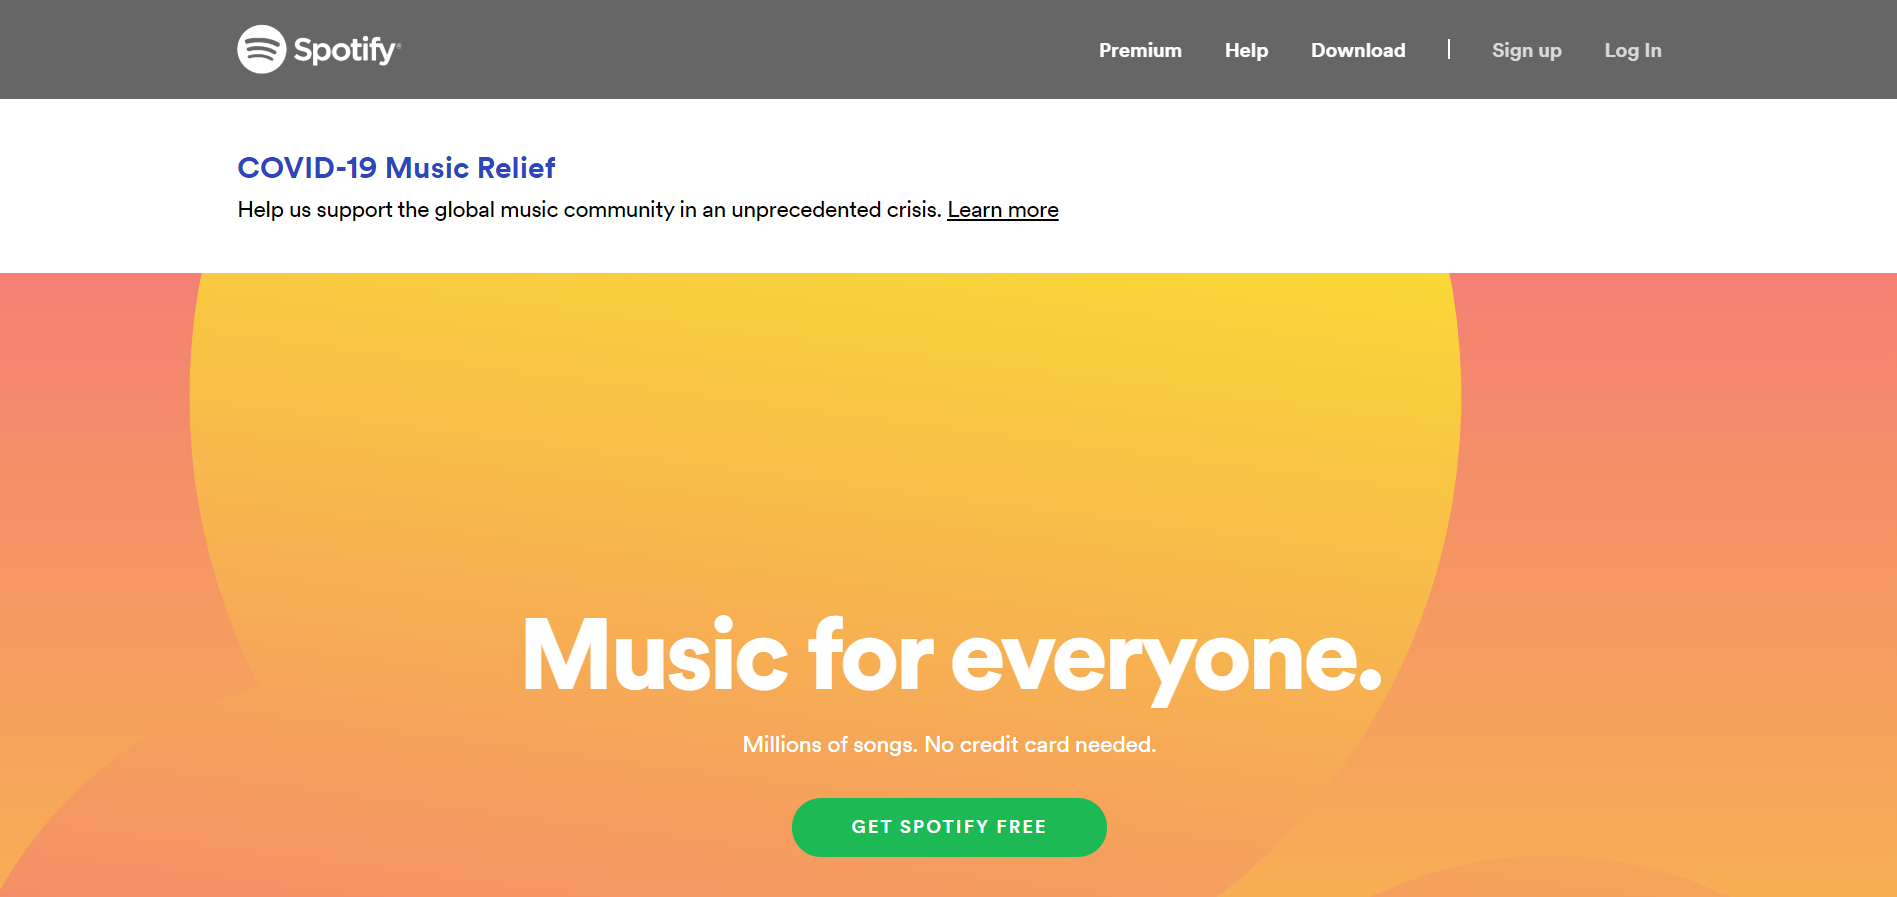 Spotify
Premium Help Download | Sign up Log In
COVID-19 Music Relief
Help us support the global music community in an unprecedented crisis. Learn more
Music for everyone.
Millions of songs. No credit card needed.
GET SPOTIFY FREE